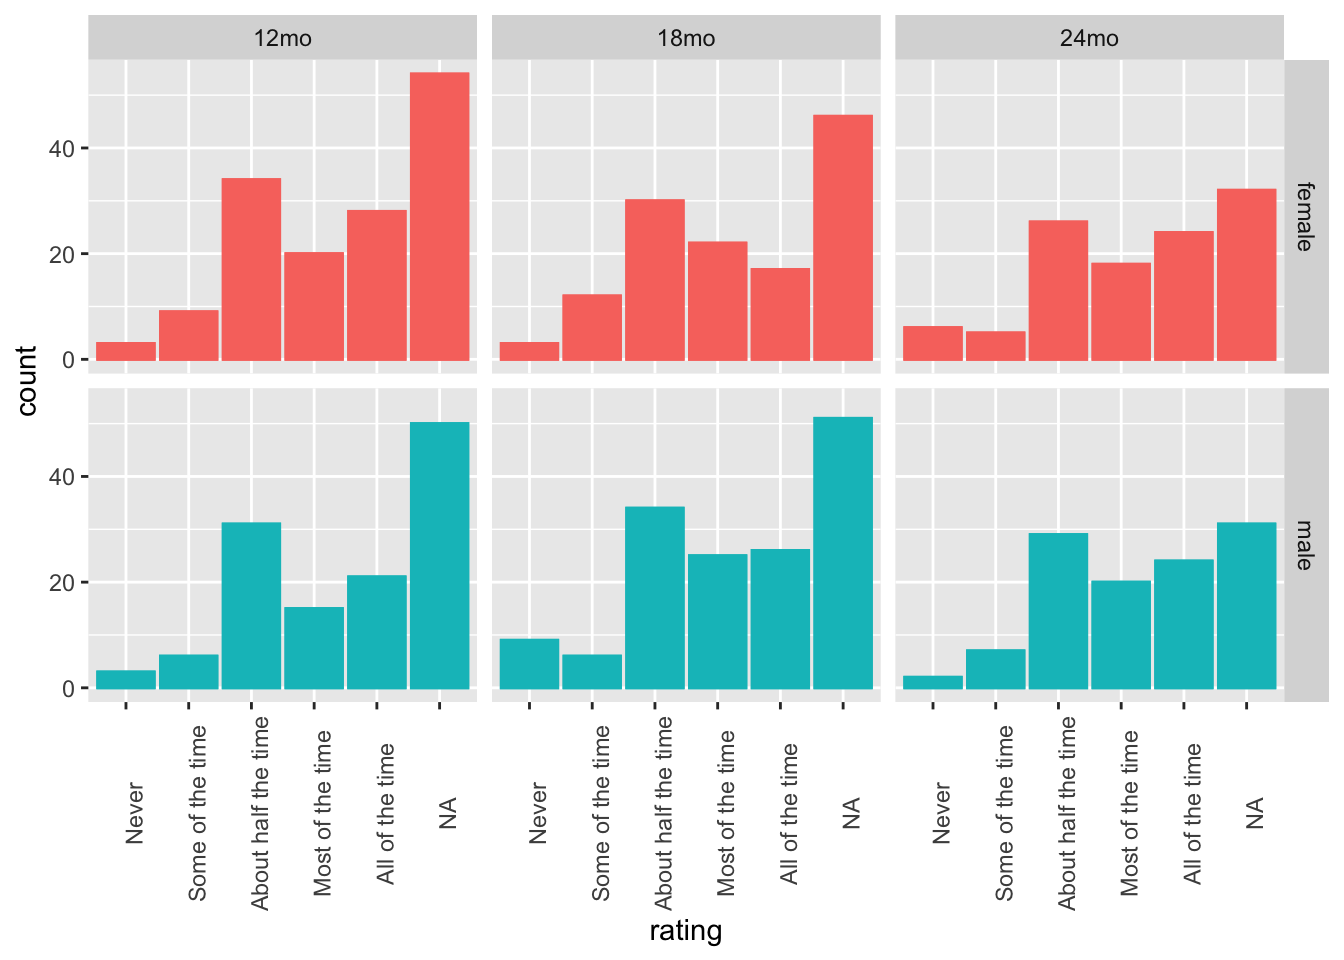 12mo
18mo
24mo
40
20
0
female
count
40
20
0
male
Never
Some of the time
About half the time
Most of the time
All of the time
NA
Never
Some of the time
About half the time
Most of the time
All of the time
NA
Never
Some of the time
About half the time
Most of the time
All of the time
NA
rating